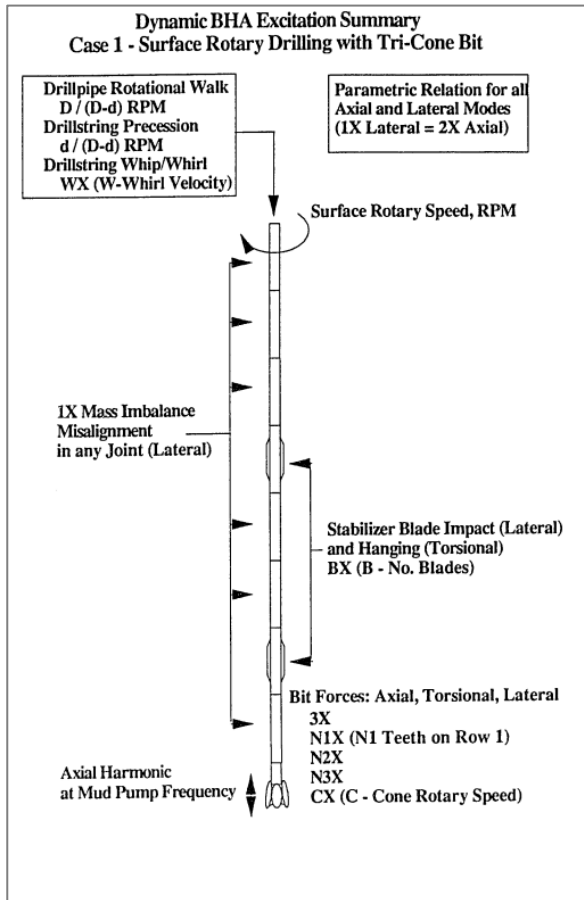 Dynamic BHA Excitation Summary
Case 1 - Surface Rotary Drilling with Tri-Cone Bit
Drillpipe Rotational Walk
D / (D-d) RPM
Drillstring Precession
d / (D-d) RPM
Drillstring Whip/Whirl
WX (W-Whirl Velocity)
Parametric Relation for all
Axial and Lateral Modes
(1X Lateral = 2X Axial)
Surface Rotary Speed, RPM
1X Mass Imbalance
Misalignment
in any Joint (Lateral)
Stabilizer Blade Impact (Lateral)
and Hanging (Torsional)
BX (B - No. Blades)
Bit Forces: Axial, Torsional, Lateral
3X
N1X (N1 Teeth on Row 1)
N2X
N3X
CX (C - Cone Rotary Speed)
Axial Harmonic
at Mud Pump Frequency